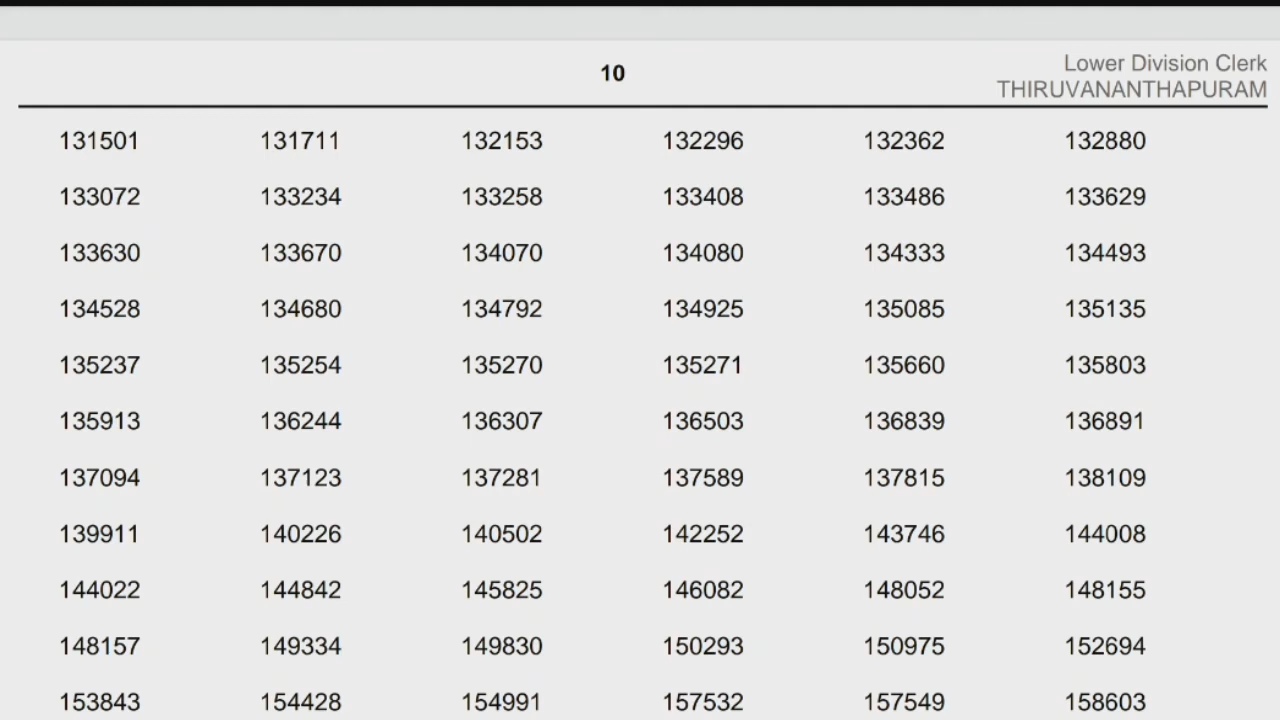 10
Lower Division Clerk
THIRUVANANTHAPURAM
131501 131711 132153 132296 132362 132880
133072 133234 133258 133408 133486 133629
133630 133670 134070 134080 134333 134493
134528 134680 134792 134925 135085 135135
135237 135254 135270 135271 135660 135803
135913 136244 136307 136503 136839 136891
137094 137123 137281 137589 137815 138109
139911 140226 140502 142252 143746 144008
144022 144842 145825 146082 148052 148155
148157 149334 149830 150293 150975 152694
153843 154428 154991 157532 157549 158603